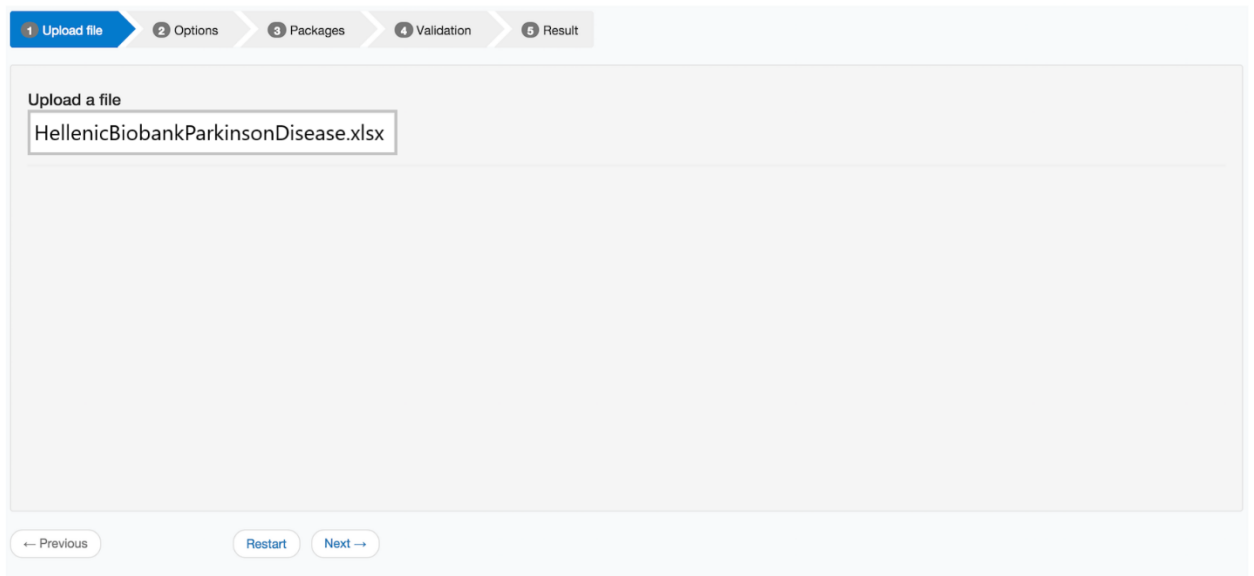 1 Upload file 2 Options 3 Packages 4 Validation 5 Result
Upload a file
HellenicBiobankParkinsonDisease.xlsx
← Previous Restart Next →